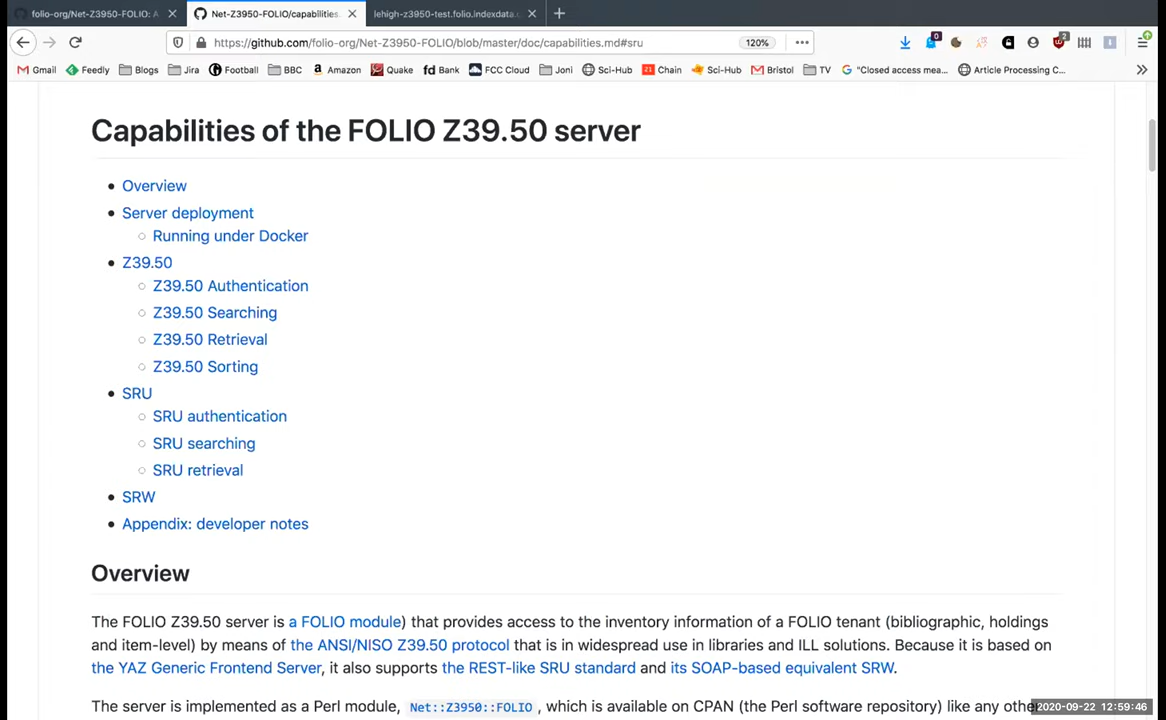 folio-org/Net-Z3950-FOLIO: A
Net-Z3950-FOLIO/capabilities.
lehigh-z3950-test.folio.indexdata.
https://github.com/folio-org/Net-Z3950-FOLIO/blob/master/doc/capabilities.md#sru
120%
0
2
Gmail
Feedly
Blogs
Jira
Football
BBC
Amazon
Quake
fd Bank
FCC Cloud
Joni
Sci-Hub
21 Chain
Sci-Hub
Bristol
TV
"Closed access mea...
Article Processing C...
Capabilities of the FOLIO Z39.50 server
Overview
Server deployment
Running under Docker
Z39.50
Z39.50 Authentication
Z39.50 Searching
Z39.50 Retrieval
Z39.50 Sorting
SRU
SRU authentication
SRU searching
SRU retrieval
SRW
Appendix: developer notes
Overview
The FOLIO Z39.50 server is a FOLIO module) that provides access to the inventory information of a FOLIO tenant (bibliographic, holdings
and item-level) by means of the ANSI/NISO Z39.50 protocol that is in widespread use in libraries and ILL solutions. Because it is based on
the YAZ Generic Frontend Server, it also supports the REST-like SRU standard and its SOAP-based equivalent SRW.
The server is implemented as a Perl module, Net::Z3950::FOLIO , which is available on CPAN (the Perl software repository) like any other
2020-09-22 12:59:46